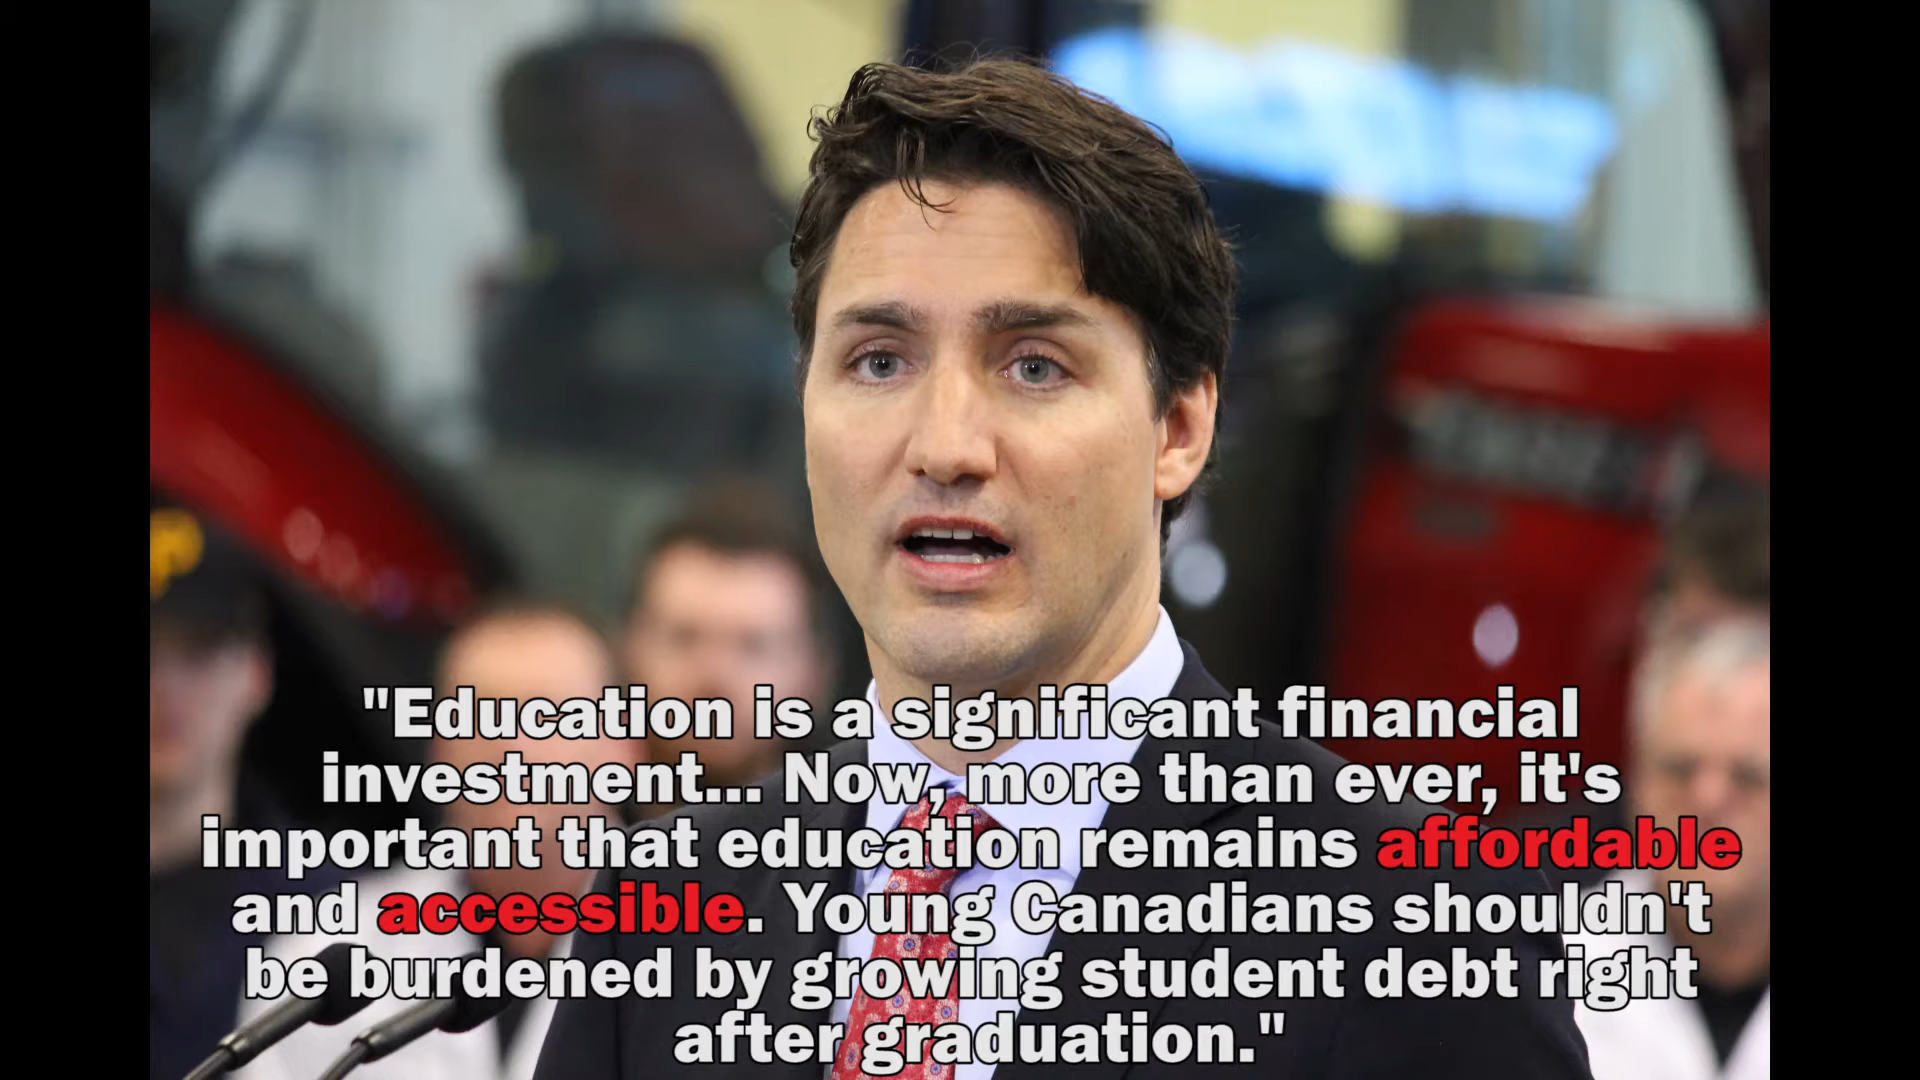 "Education is a significant financial
investment... Now, more than ever, it's
important that education remains affordable
and accessible. Young Canadians shouldn't
be burdened by growing student debt right
after graduation."